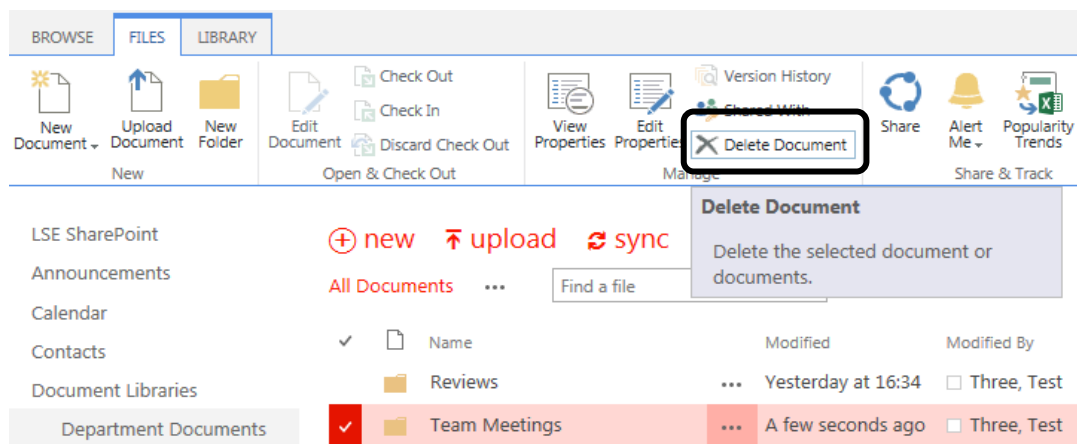 BROWSE FILES LIBRARY
New Document
Upload Document
New Folder
New
Edit Document
Check Out
Check In
Discard Check Out
Open & Check Out
View Properties
Edit Properties
Version History
Shared With
Delete Document
Manage
Share
Alert Me
Popularity Trends
Share & Track
Delete Document
Delete the selected document or
documents.
LSE SharePoint
Announcements
Calendar
Contacts
Document Libraries
Department Documents
new upload sync
All Documents ... Find a file
Name Modified Modified By
Reviews ... Yesterday at 16:34 Three, Test
Team Meetings ... A few seconds ago Three, Test